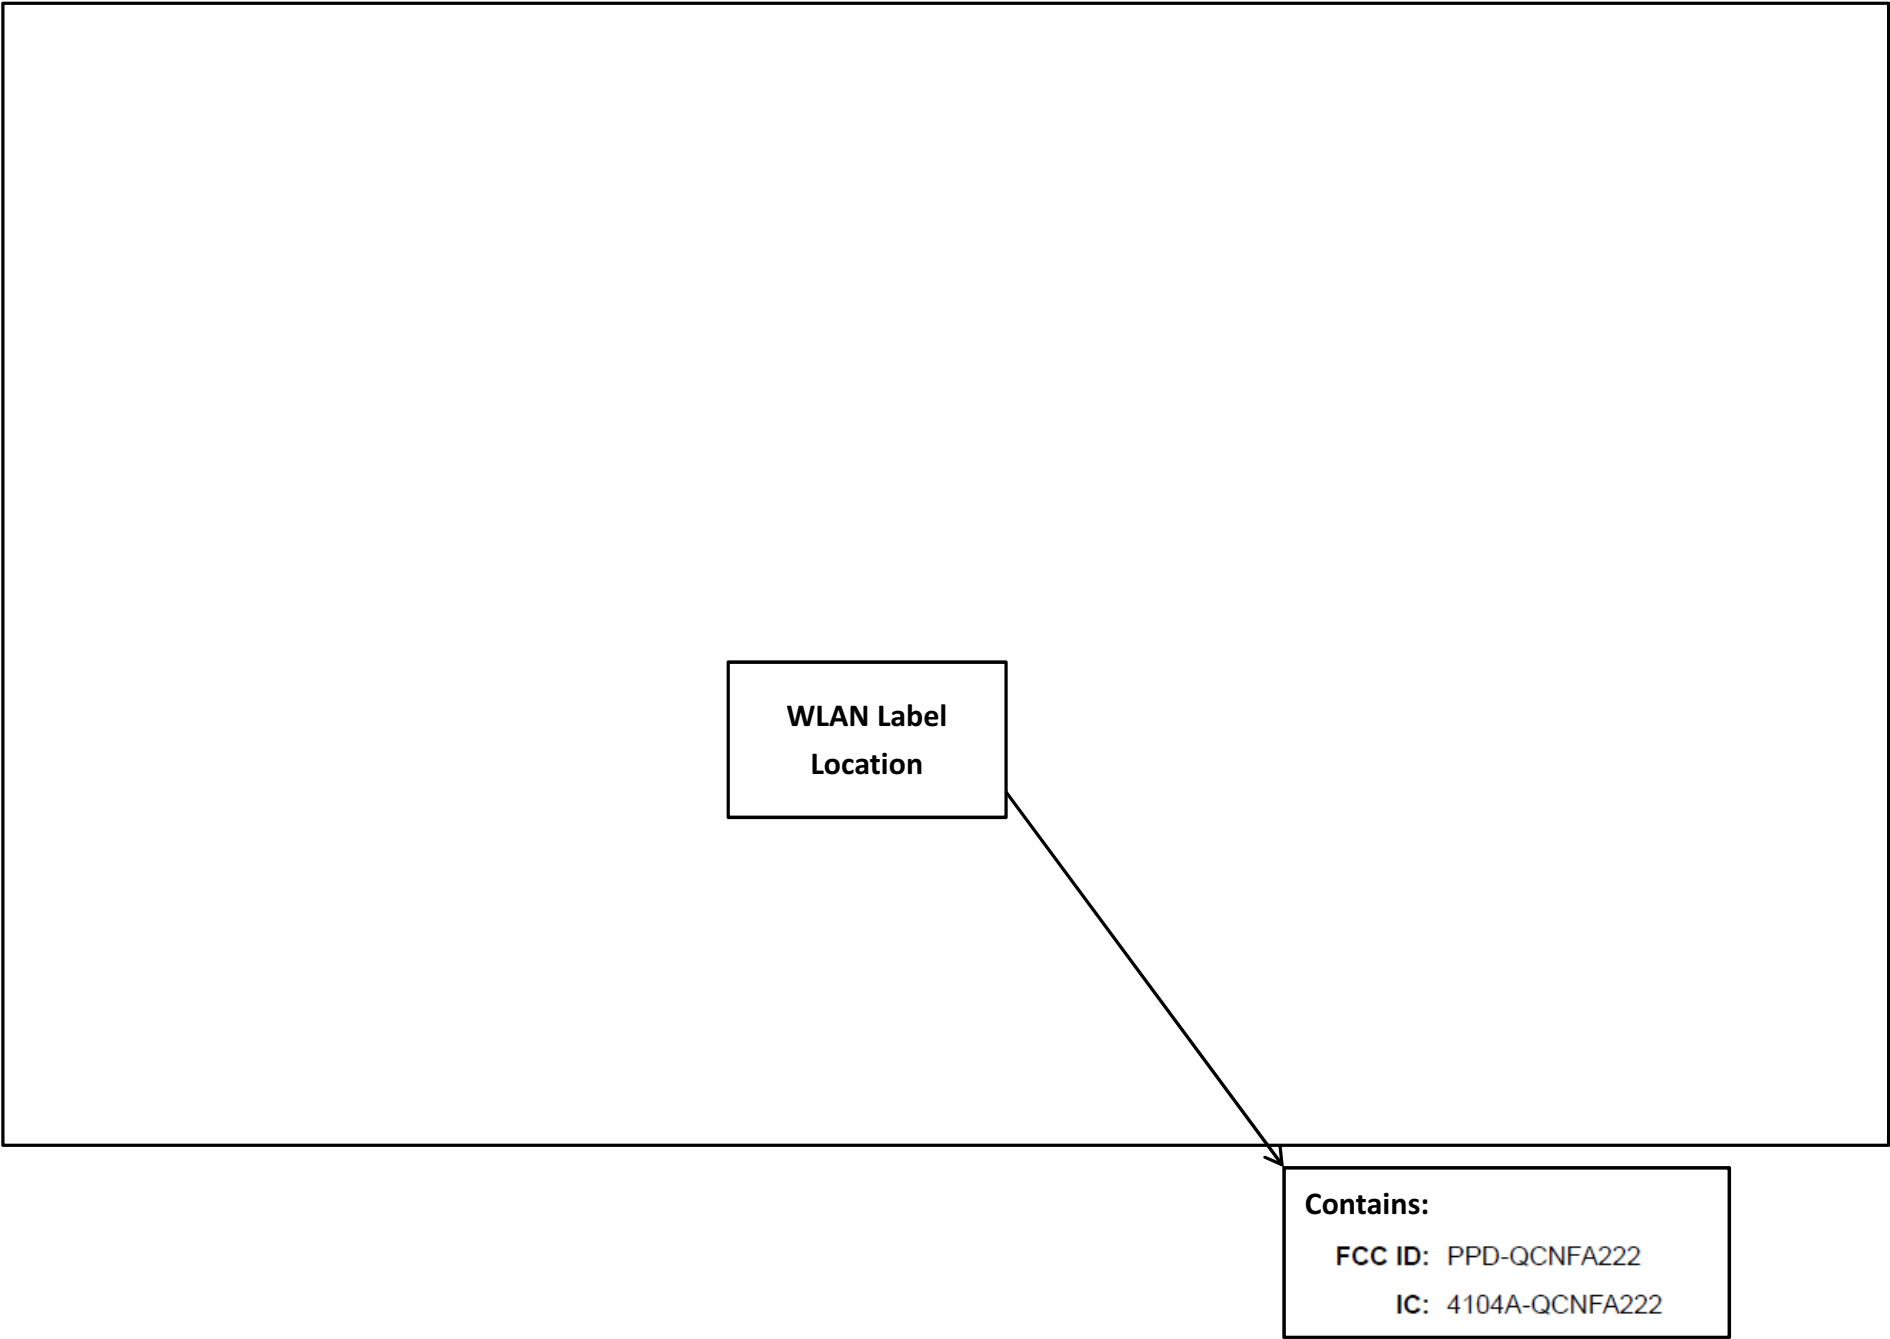 WLAN Label
Location
Contains:
FCC ID: PPD-QCNFA222
IC: 4104A-QCNFA222